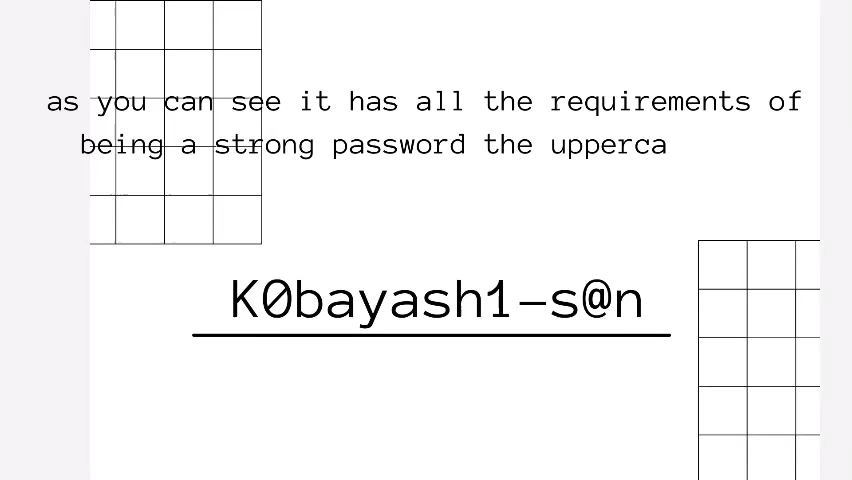 as you can see it has all the requirements of
being a strong password the upperca
K0bayash1-s@n